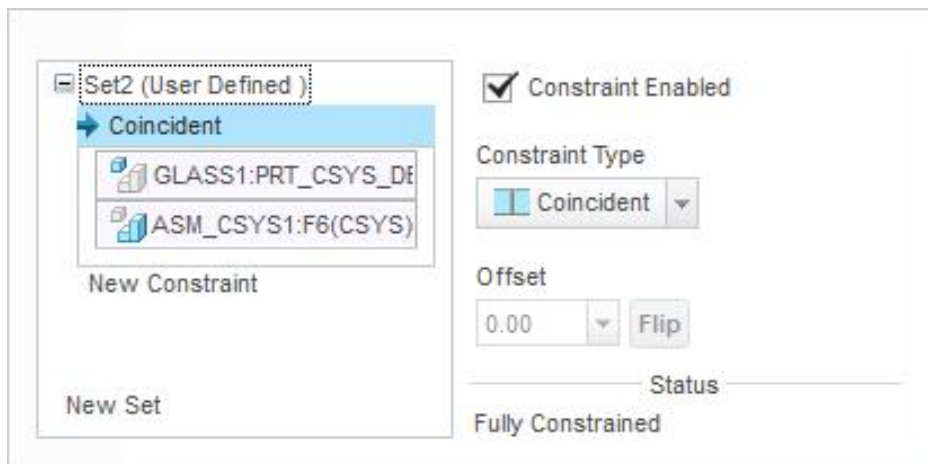 Set2 (User Defined )
Coincident
GLASS1:PRT_CSYS_DE
ASM_CSYS1:F6(CSYS)
New Constraint
New Set
Constraint Enabled
Constraint Type
Coincident
Offset
0.00
Flip
Status
Fully Constrained